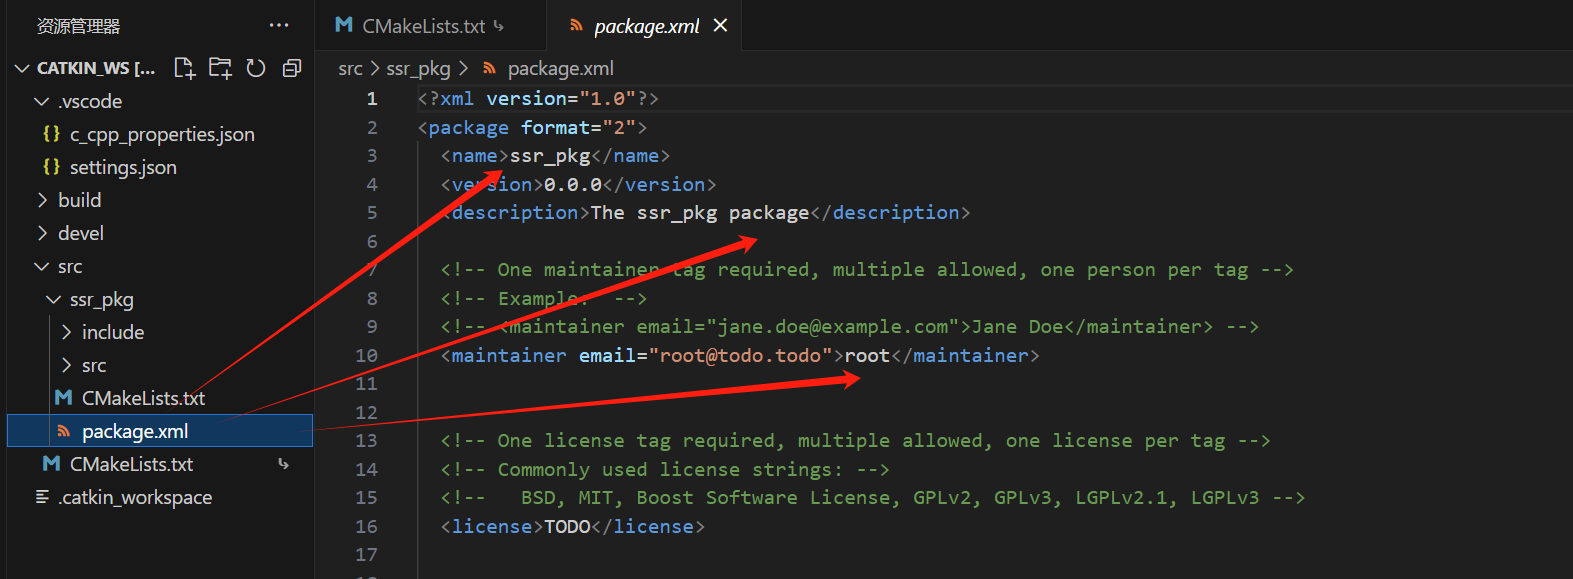 资源管理器
CATKIN_WS [...
.vscode
c_cpp_properties.json
settings.json
build
devel
src
ssr_pkg
include
src
CMakeLists.txt
package.xml
CMakeLists.txt
.catkin_workspace
CMakeLists.txt
package.xml
src > ssr_pkg > package.xml
1 <?xml version="1.0"?>
2 <package format="2">
3 <name>ssr_pkg</name>
4 <version>0.0.0</version>
5 <description>The ssr_pkg package</description>
6
7 <!-- One maintainer tag required, multiple allowed, one person per tag -->
8 <!-- Example: -->
9 <!-- <maintainer email="jane.doe@example.com">Jane Doe</maintainer> -->
10 <maintainer email="root@todo.todo">root</maintainer>
11
12
13 <!-- One license tag required, multiple allowed, one license per tag -->
14 <!-- Commonly used license strings: -->
15 <!-- BSD, MIT, Boost Software License, GPLv2, GPLv3, LGPLv2.1, LGPLv3 -->
16 <license>TODO</license>
17